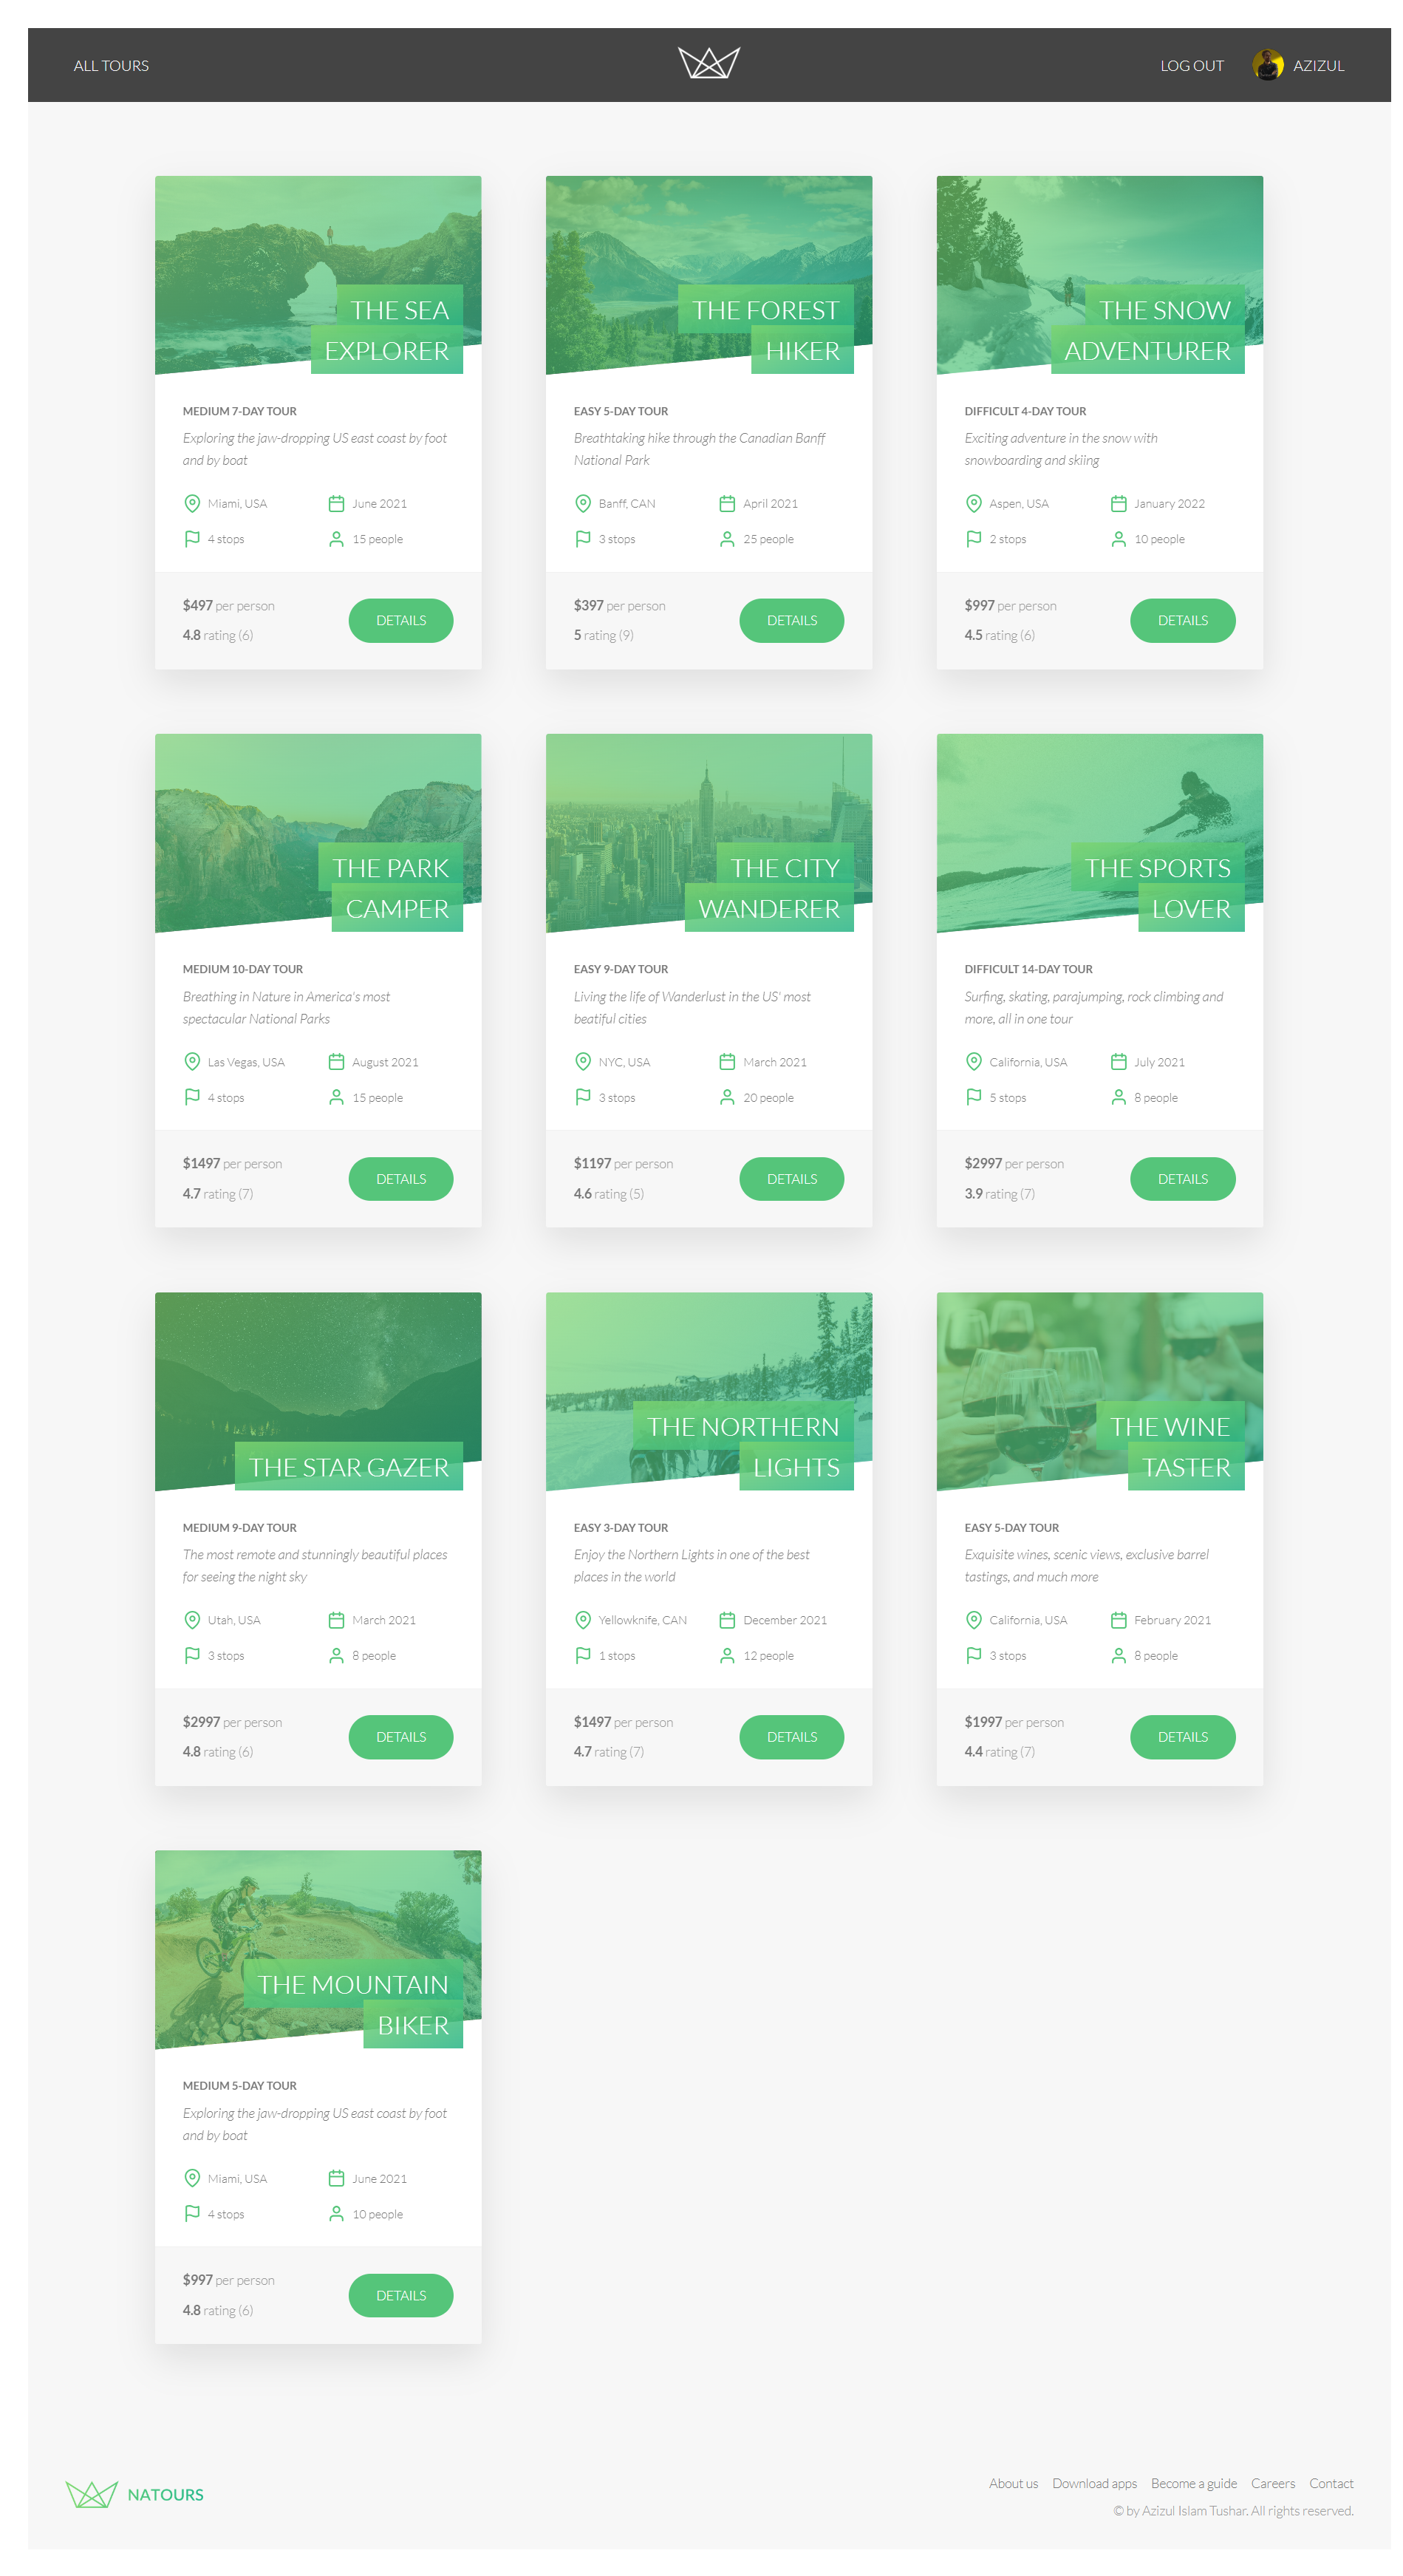 ALL TOURS
LOG OUT
AZIZUL
THE SEA
EXPLORER
MEDIUM 7-DAY TOUR
Exploring the jaw-dropping US east coast by foot
and by boat
Miami, USA
June 2021
4 stops
15 people
$497 per person
4.8 rating (6)
DETAILS
THE FOREST
HIKER
EASY 5-DAY TOUR
Breathtaking hike through the Canadian Banff
National Park
Banff, CAN
April 2021
3 stops
25 people
$397 per person
5 rating (9)
DETAILS
THE SNOW
ADVENTURER
DIFFICULT 4-DAY TOUR
Exciting adventure in the snow with
snowboarding and skiing
Aspen, USA
January 2022
2 stops
10 people
$997 per person
4.5 rating (6)
DETAILS
THE PARK
CAMPER
MEDIUM 10-DAY TOUR
Breathing in Nature in America's most
spectacular National Parks
Las Vegas, USA
August 2021
4 stops
15 people
$1497 per person
4.7 rating (7)
DETAILS
THE CITY
WANDERER
EASY 9-DAY TOUR
Living the life of Wanderlust in the US' most
beatiful cities
NYC, USA
March 2021
3 stops
20 people
$1197 per person
4.6 rating (5)
DETAILS
THE SPORTS
LOVER
DIFFICULT 14-DAY TOUR
Surfing, skating, parajumping, rock climbing and
more, all in one tour
California, USA
July 2021
5 stops
8 people
$2997 per person
3.9 rating (7)
DETAILS
THE STAR GAZER
MEDIUM 9-DAY TOUR
The most remote and stunningly beautiful places
for seeing the night sky
Utah, USA
March 2021
3 stops
8 people
$2997 per person
4.8 rating (6)
DETAILS
THE NORTHERN
LIGHTS
EASY 3-DAY TOUR
Enjoy the Northern Lights in one of the best
places in the world
Yellowknife, CAN
December 2021
1 stops
12 people
$1497 per person
4.7 rating (7)
DETAILS
THE WINE
TASTER
EASY 5-DAY TOUR
Exquisite wines, scenic views, exclusive barrel
tastings, and much more
California, USA
February 2021
3 stops
8 people
$1997 per person
4.4 rating (7)
DETAILS
THE MOUNTAIN
BIKER
MEDIUM 5-DAY TOUR
Exploring the jaw-dropping US east coast by foot
and by boat
Miami, USA
June 2021
4 stops
10 people
$997 per person
4.8 rating (6)
DETAILS
NATOURS
About us Download apps Become a guide Careers Contact
© by Azizul Islam Tushar. All rights reserved.